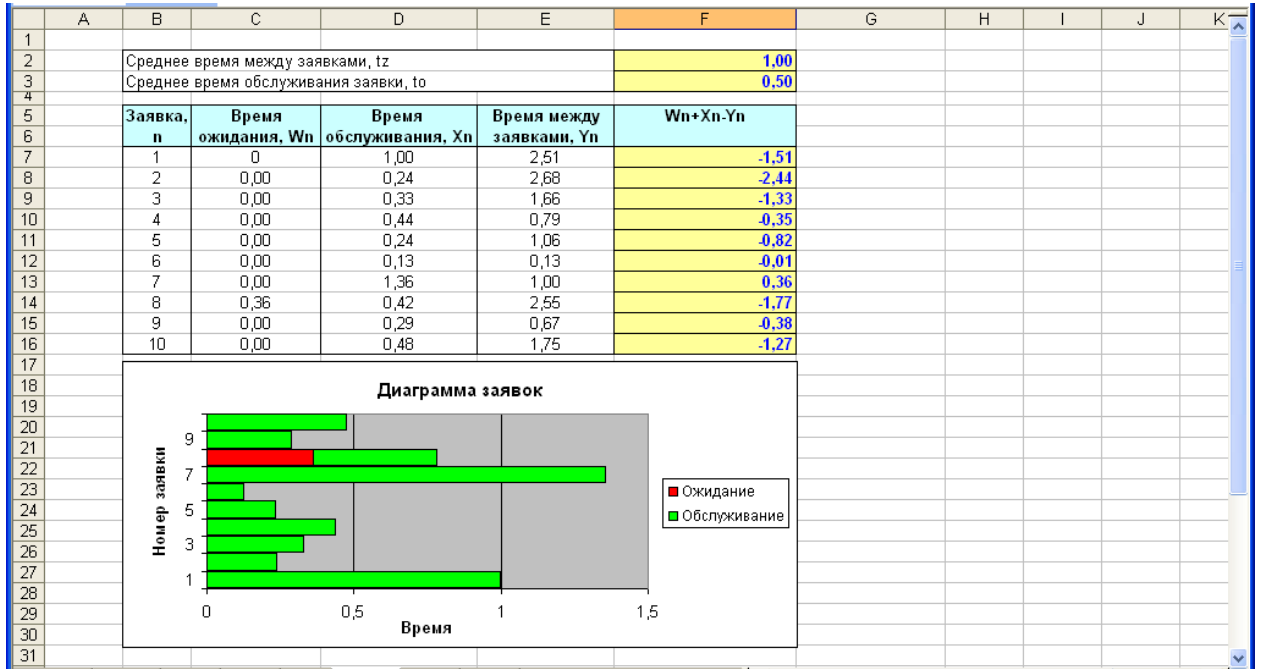 A B C D E F G H I J K
1
2 Среднее время между заявками, tz 1,00
3 Среднее время обслуживания заявки, to 0,50
4
5 Заявка, Время Время Время между Wn+Xn-Yn
6 n ожидания, Wn обслуживания, Xn заявками, Yn
7 1 0 1,00 2,51 -1,51
8 2 0,00 0,24 2,68 -2,44
9 3 0,00 0,33 1,66 -1,33
10 4 0,00 0,44 0,79 -0,35
11 5 0,00 0,24 1,06 -0,82
12 6 0,00 0,13 0,13 -0,01
13 7 0,00 1,36 1,00 0,36
14 8 0,36 0,42 2,55 -1,77
15 9 0,00 0,29 0,67 -0,38
16 10 0,00 0,48 1,75 -1,27
17
18
19
20
21
22
23
24
25
26
27
28
29
30
31
Диаграмма заявок
Номер заявки
9
7
5
3
1
0 0,5 1 1,5
Время
Ожидание
Обслуживание